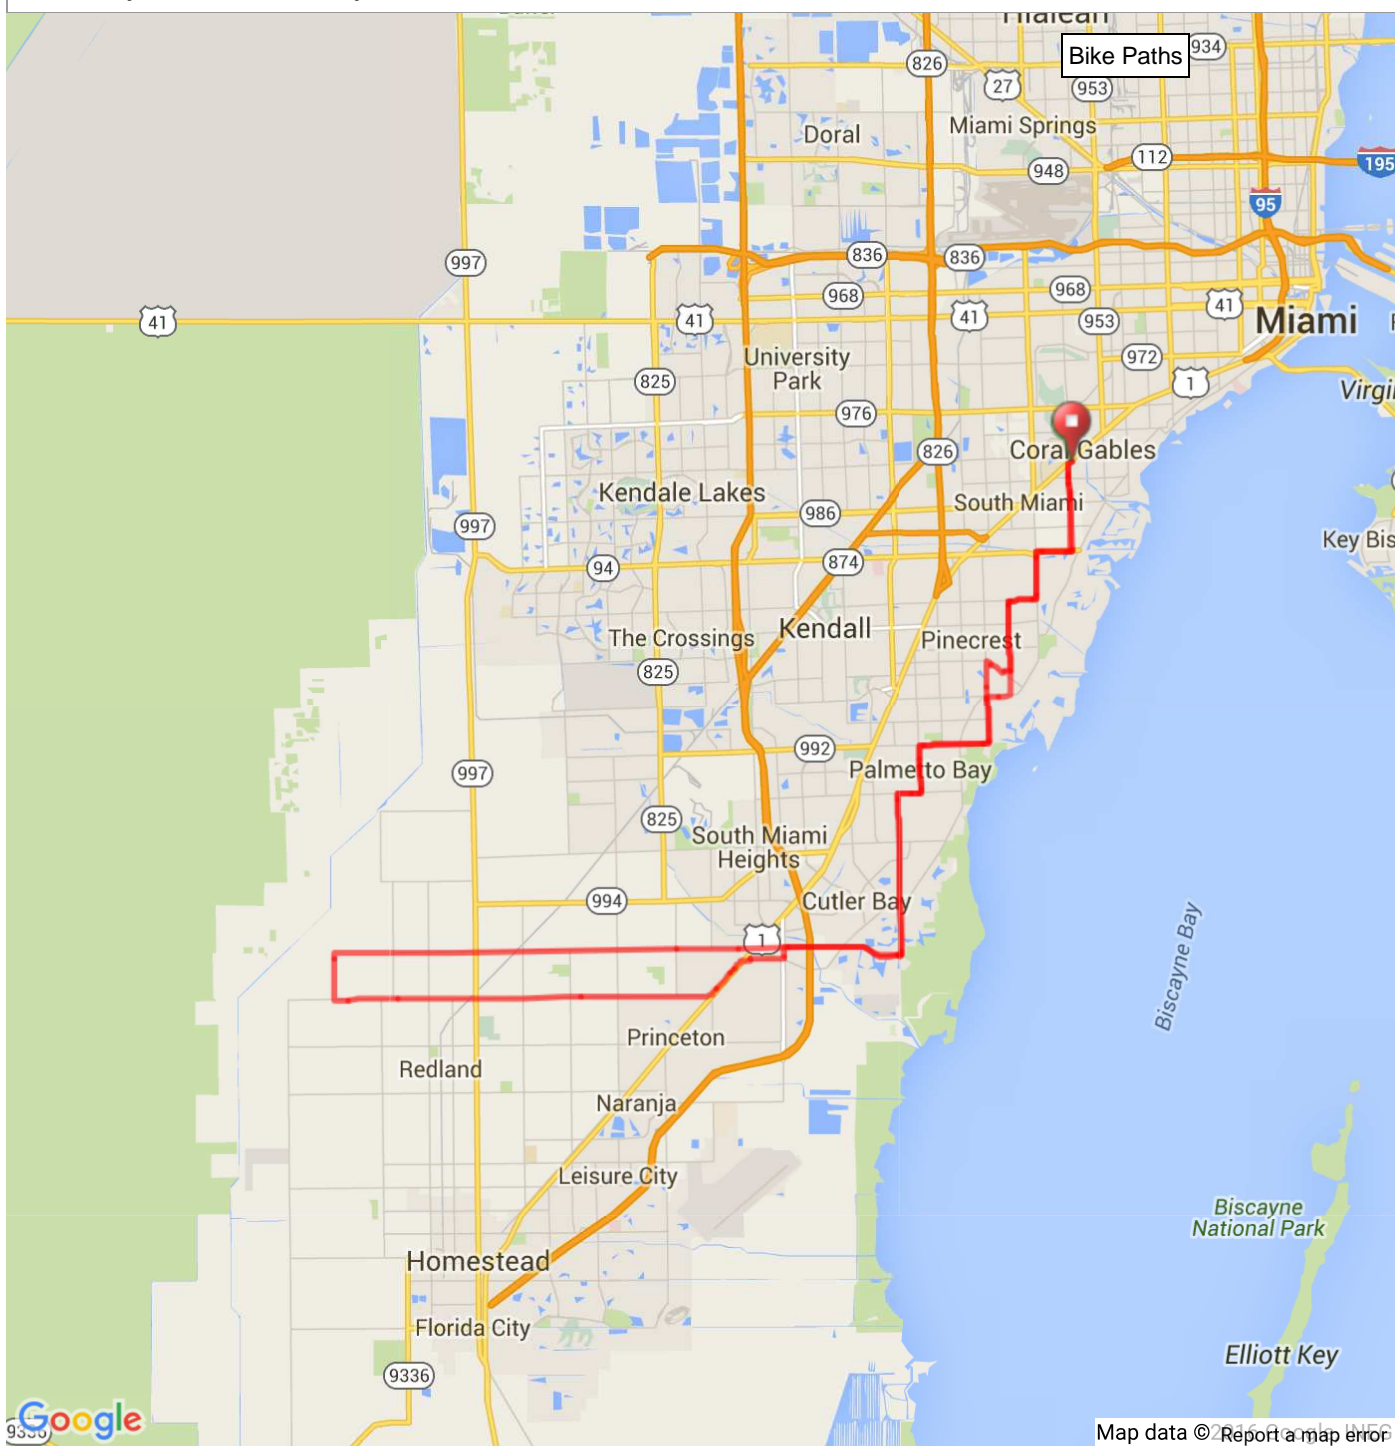 Hialeah
Bike Paths
934
826
27
953
Miami Springs
Doral
112
948
195
95
997
836
836
968
968
41
41
41
953
41
Miami
University
Park
972
1
825
976
Virgi
826
Coral Gables
Kendale Lakes
986
South Miami
997
Key Bis
94
874
The Crossings
Kendall
Pinecrest
825
992
997
Palmetto Bay
825
South Miami
Heights
994
Cutler Bay
1
Biscayne Bay
Princeton
Redland
Naranja
Leisure City
Biscayne
National Park
Homestead
Florida City
Elliott Key
9336
Google
9336
Map data ©2016 Google, INEG
Report a map error